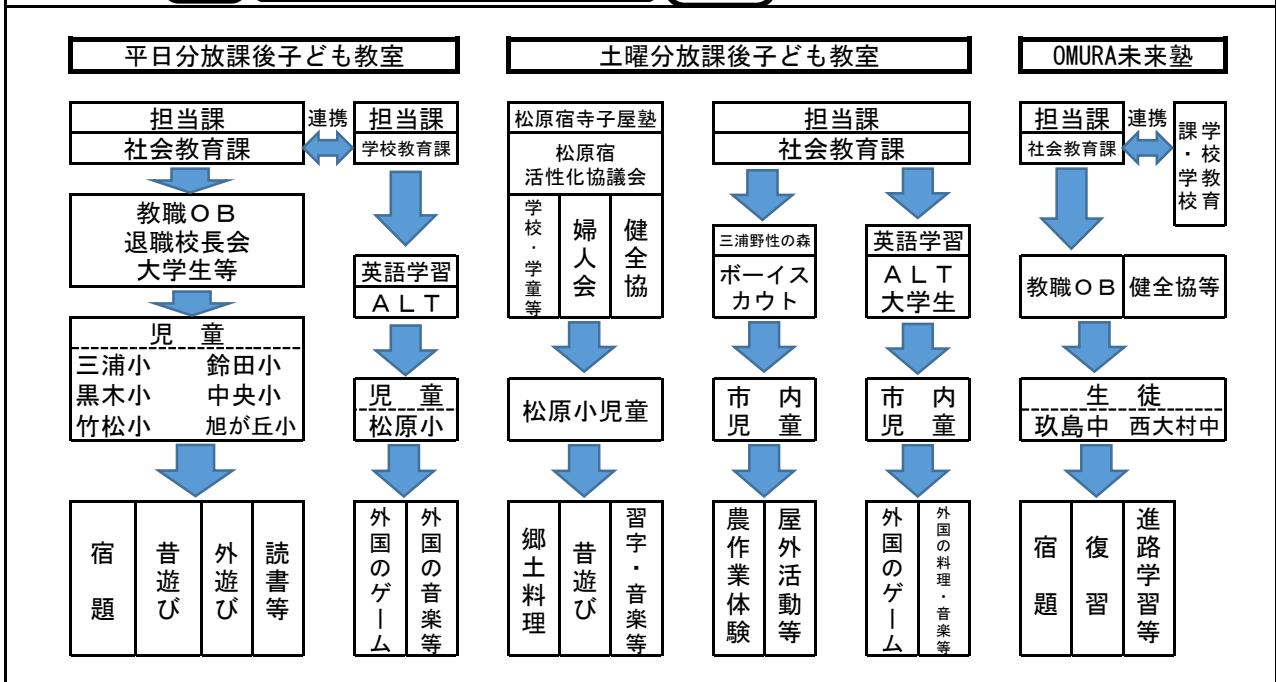 平日分放課後子ども教室
担当課
社会教育課
連携
担当課
学校教育課
教職OB
退職校長会
大学生等
英語学習
ALT
児　童
三浦小　鈴田小
黒木小　中央小
竹松小　旭が丘小
児　童
松原小
宿　題
昔遊び
外遊び
読書等
外国のゲーム
外国の音楽等
土曜分放課後子ども教室
松原宿寺子屋塾
松原宿
活性化協議会
学校・学童等
婦人会
健全協
松原小児童
郷土料理
昔遊び
習字・音楽等
担当課
社会教育課
三浦野性の森
ボーイス
カウト
市　内
児　童
農作業体験
屋外活動等
英語学習
ALT
大学生
市　内
児　童
外国のゲーム
外国の料理・音楽等
OMURA未来塾
担当課
社会教育課
連携
学校教育
課・学校
教職OB
健全協等
生　徒
玖島中　西大村中
宿　題
復　習
進路学習等